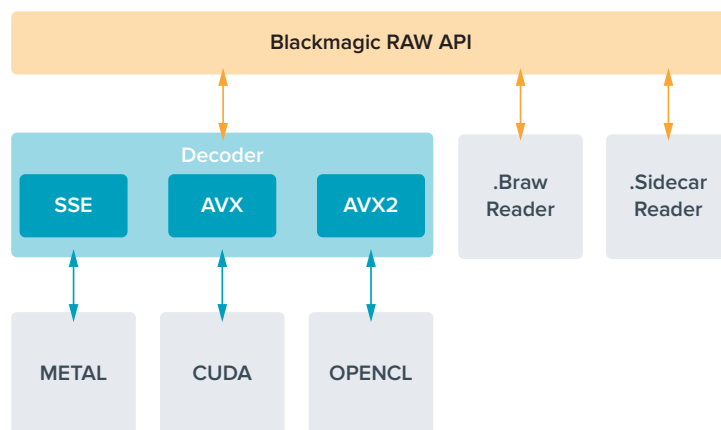 Blackmagic RAW API
Decoder
SSE
AVX
AVX2
.Braw
Reader
.Sidecar
Reader
METAL
CUDA
OPENCL